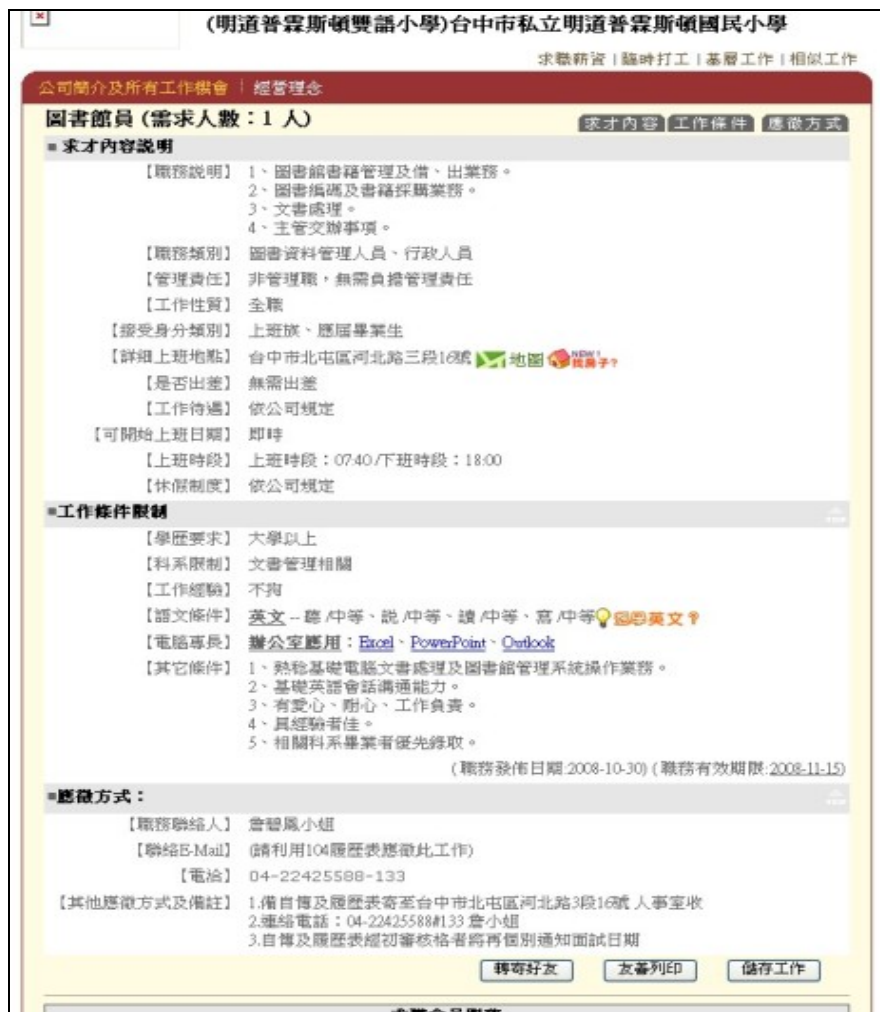 (明道普霖斯頓雙語小學)台中市私立明道普霖斯頓國民小學
求職薪資 | 臨時打工 | 基層工作 | 相似工作
公司簡介及所有工作機會 | 經營理念
圖書館員 (需求人數：1 人) 求才內容 工作條件 應徵方式
求才內容說明
【職務說明】 1、圖書館書籍管理及借、出業務。
2、圖書編碼及書籍採購業務。
3、文書處理。
4、主管交辦事項。
【職務類別】 圖書資料管理人員、行政人員
【管理責任】 非管理職，無需負擔管理責任
【工作性質】 全職
【接受身分類別】 上班族、應屆畢業生
【詳細上班地點】 台中市北屯區河北路三段16號 地圖 NEW! 找房子?
【是否出差】 無需出差
【工作待遇】 依公司規定
【可開始上班日期】 即時
【上班時段】 上班時段：07:40 /下班時段：18:00
【休假制度】 依公司規定
工作條件限制
TOP
【學歷要求】 大學以上
【科系限制】 文書管理相關
【工作經驗】 不拘
【語文條件】 英文 -- 聽 /中等、說 /中等、讀 /中等、寫 /中等 英文?
【電腦專長】 辦公室應用：Excel、PowerPoint、Outlook
【其它條件】 1、熟稔基礎電腦文書處理及圖書館管理系統操作業務。
2、基礎英語會話溝通能力。
3、有愛心、耐心、工作負責。
4、具經驗者佳。
5、相關科系畢業者優先錄取。
(職務發佈日期:2008-10-30) (職務有效期限:2008-11-15)
應徵方式：
TOP
【職務聯絡人】 詹碧鳳小姐
【聯絡E-Mail】 (請利用104履歷表應徵此工作)
【電洽】 04-22425588-133
【其他應徵方式及備註】 1.備自傳及履歷表寄至台中市北屯區河北路3段16號 人事室收
2.連絡電話：04-22425588#133 詹小姐
3.自傳及履歷表經初審核格者將再個別通知面試日期
轉寄好友 友善列印 儲存工作